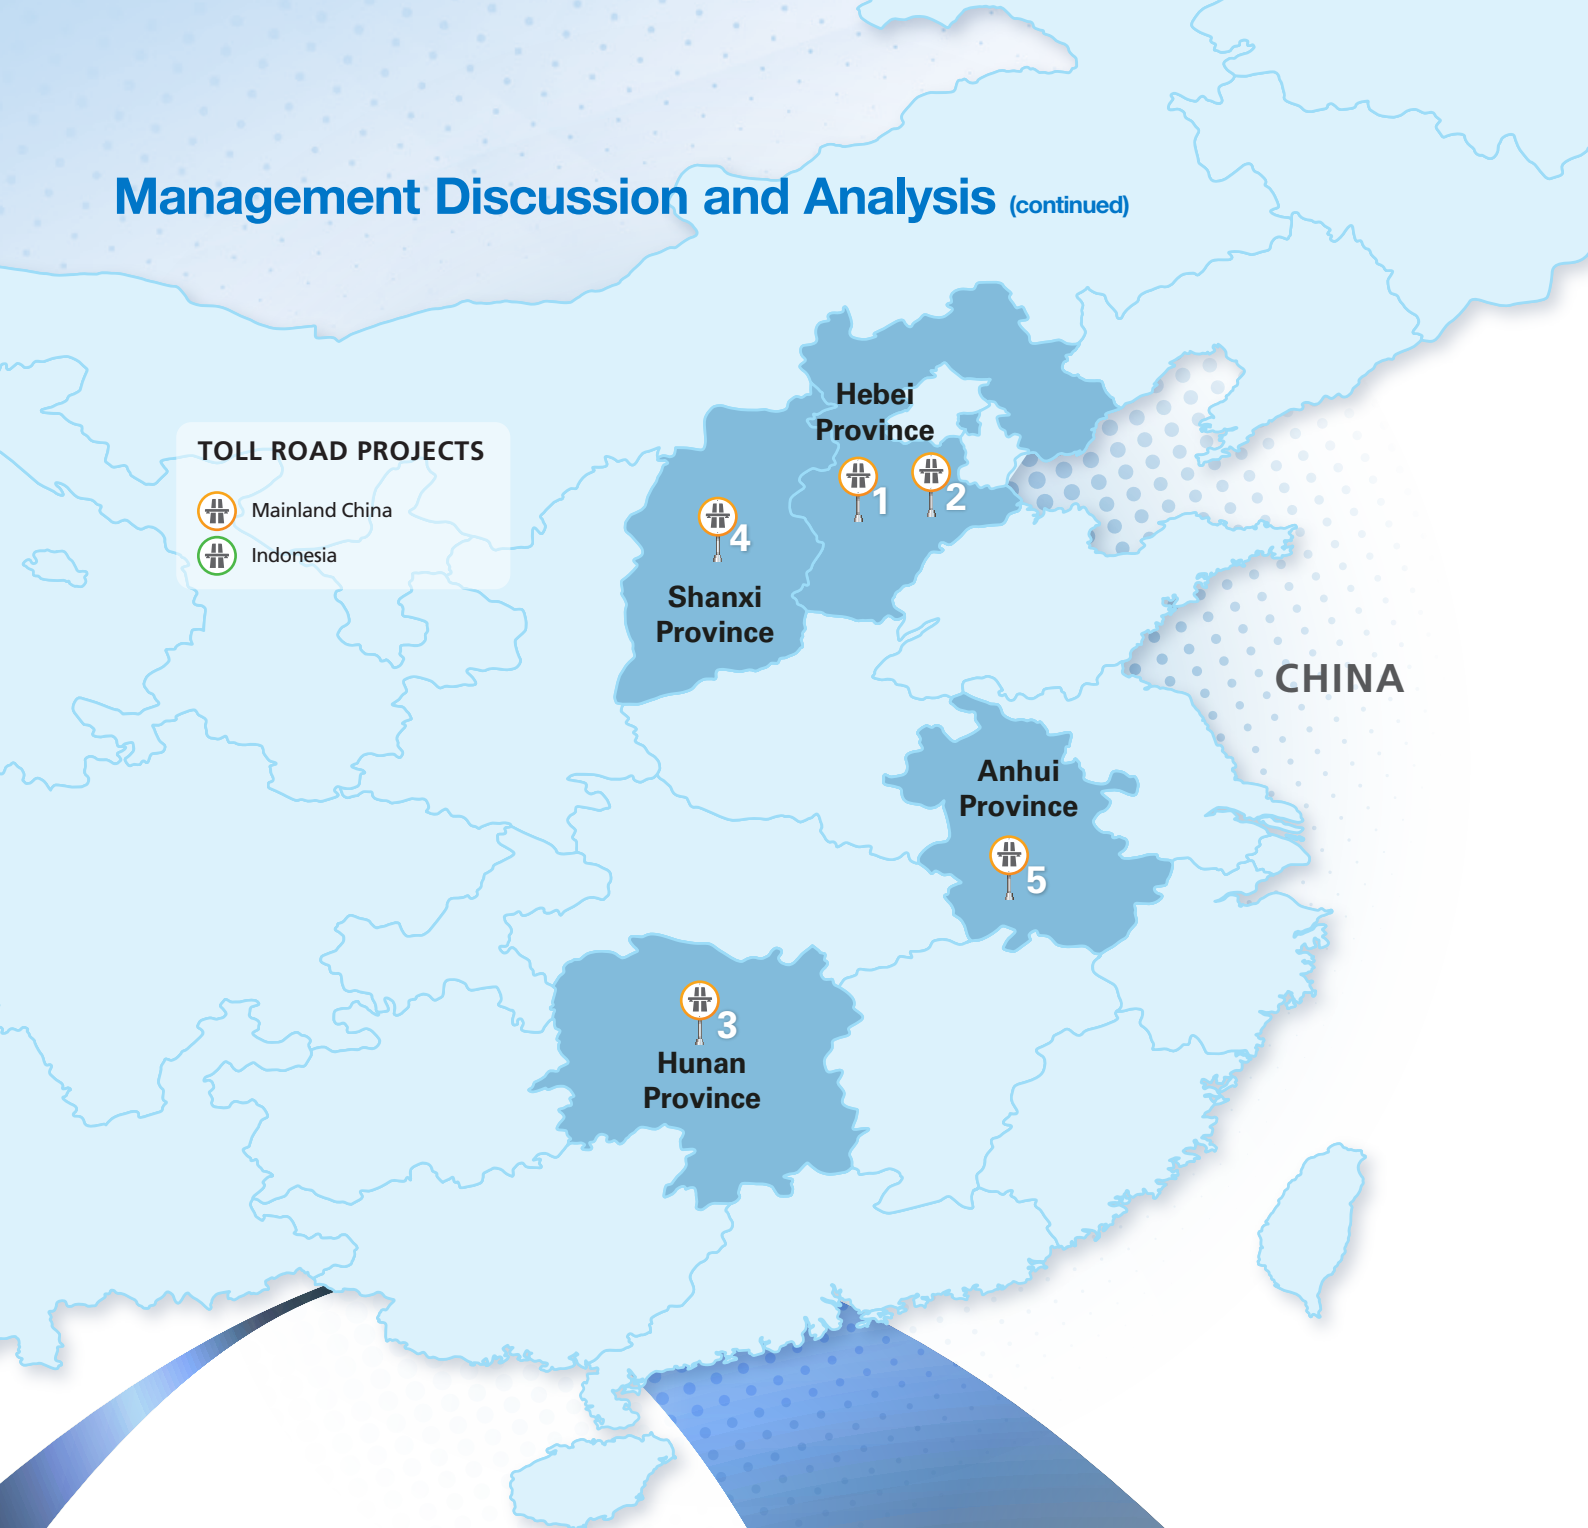 Management Discussion and Analysis (continued)
TOLL ROAD PROJECTS
Mainland China
Indonesia
Hebei
Province
1
2
4
Shanxi
Province
CHINA
Anhui
Province
5
3
Hunan
Province